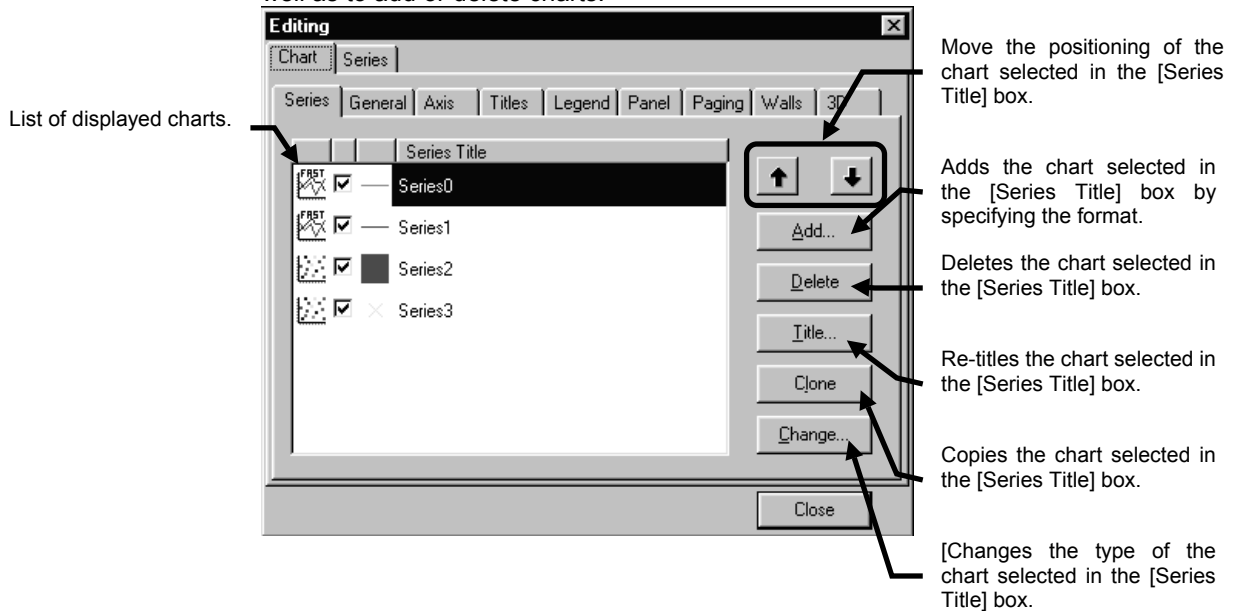 well as to add or delete charts.
Editing
Chart Series
Series General Axis Titles Legend Panel Paging Walls 3D
Series Title
FAST Series0
FAST Series1
Series2
Series3
Add...
Delete
Title...
Clone
Change...
Close
List of displayed charts.
Move the positioning of the
chart selected in the [Series
Title] box.
Adds the chart selected in
the [Series Title] box by
specifying the format.
Deletes the chart selected in
the [Series Title] box.
Re-titles the chart selected in
the [Series Title] box.
Copies the chart selected in
the [Series Title] box.
[Changes the type of the
chart selected in the [Series
Title] box.